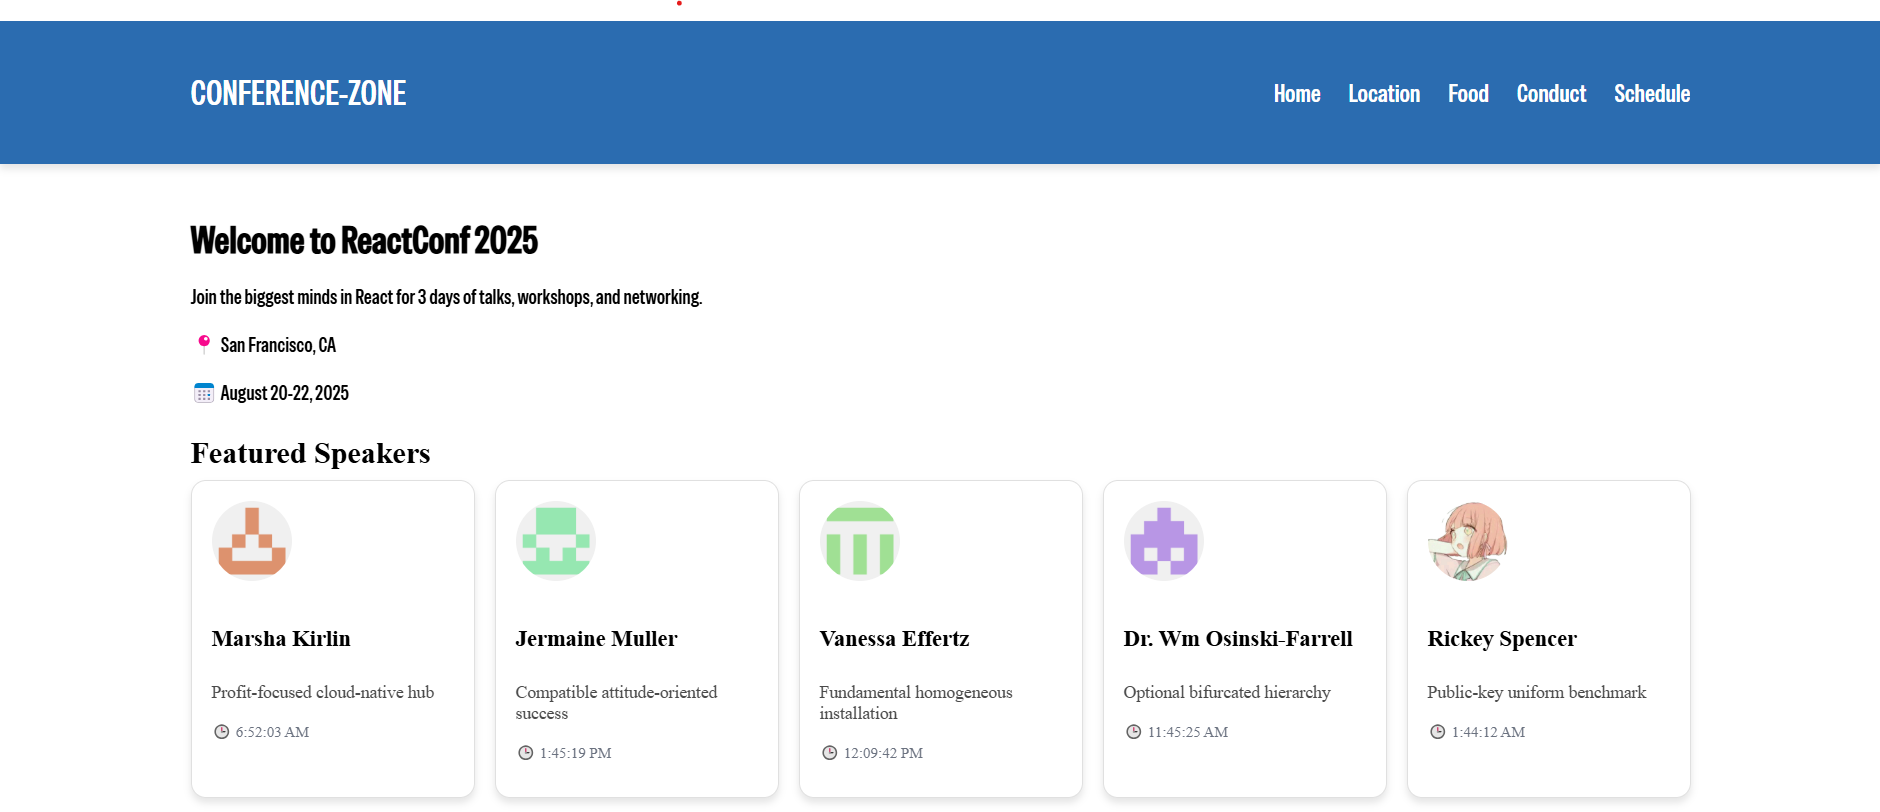 CONFERENCE-ZONE
Home Location Food Conduct Schedule
Welcome to ReactConf 2025
Join the biggest minds in React for 3 days of talks, workshops, and networking.
📍 San Francisco, CA
📅 August 20-22, 2025
Featured Speakers
Marsha Kirlin
Profit-focused cloud-native hub
🕒 6:52:03 AM
Jermaine Muller
Compatible attitude-oriented
success
🕒 1:45:19 PM
Vanessa Effertz
Fundamental homogeneous
installation
🕒 12:09:42 PM
Dr. Wm Osinski-Farrell
Optional bifurcated hierarchy
🕒 11:45:25 AM
Rickey Spencer
Public-key uniform benchmark
🕒 1:44:12 AM